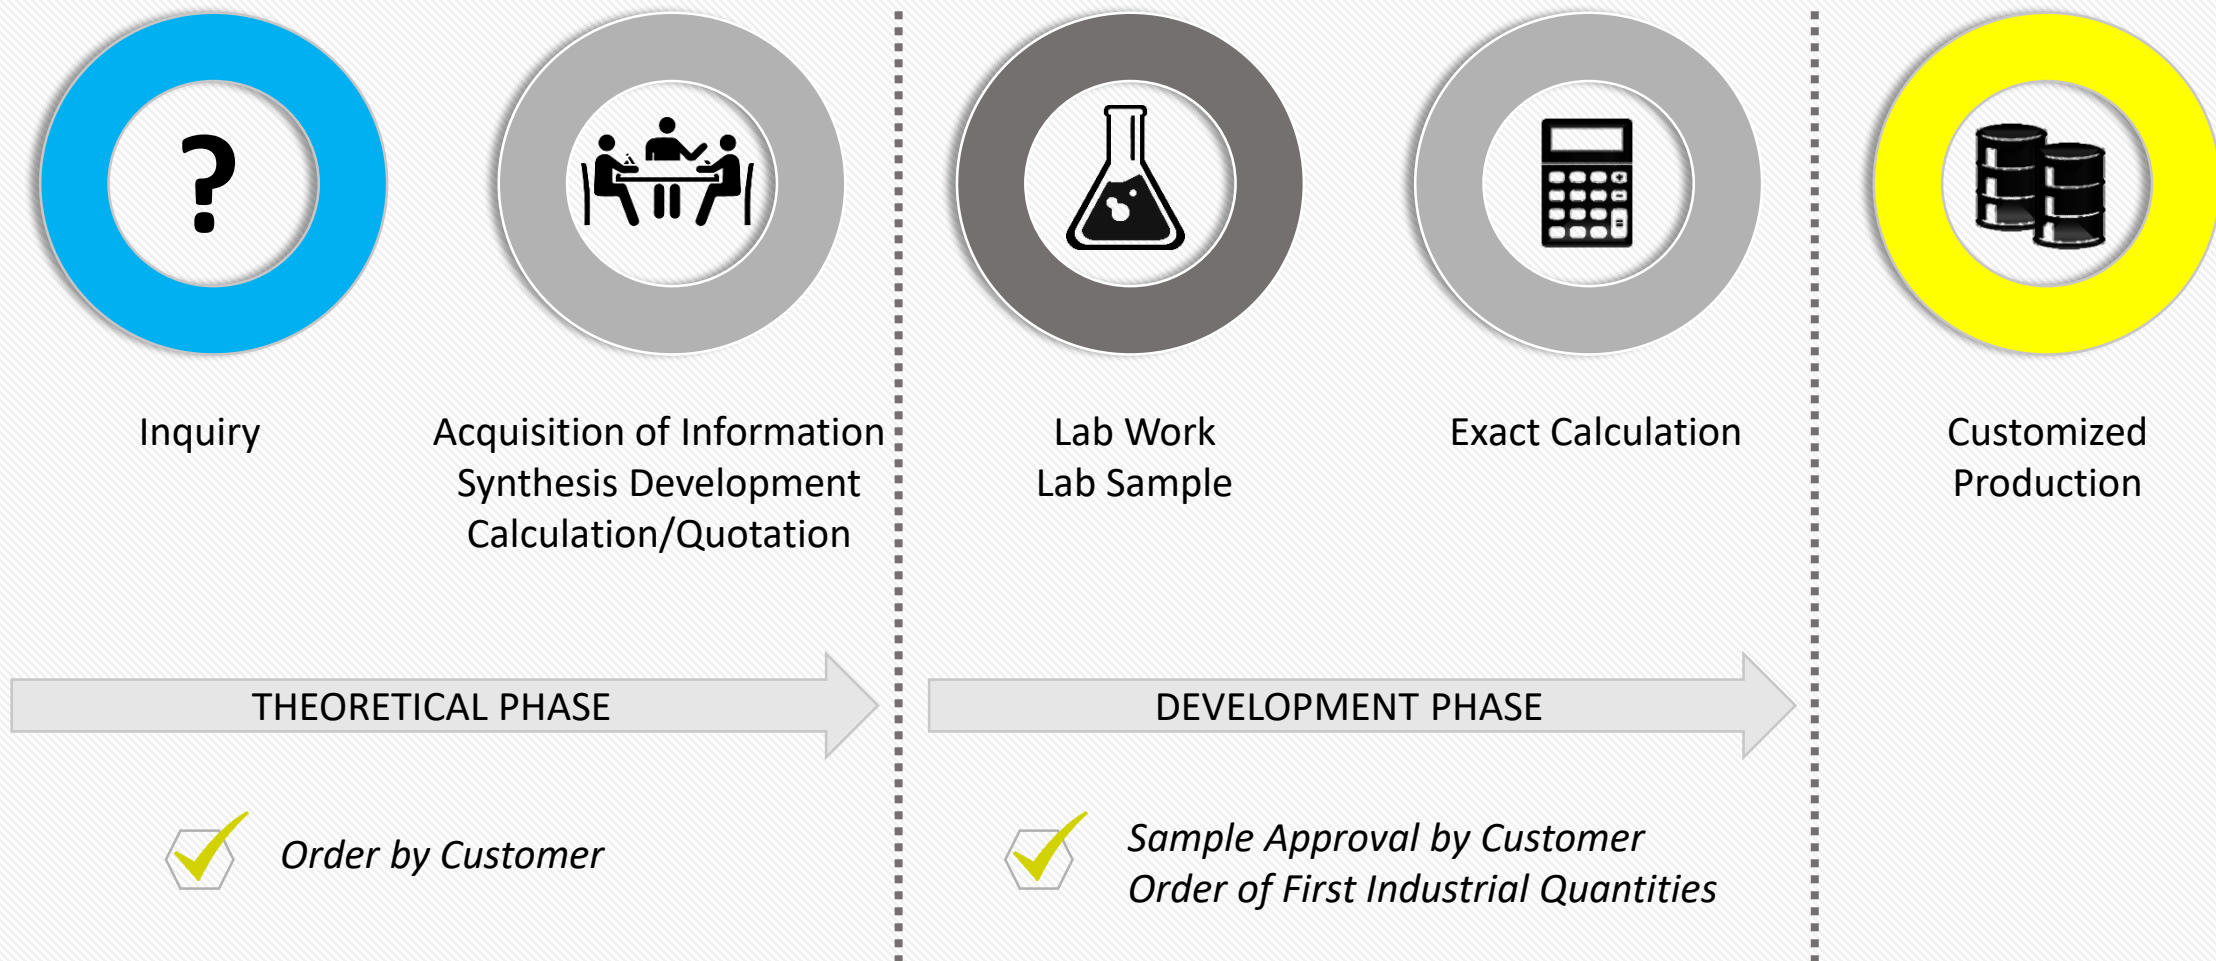 ?
Inquiry
Acquisition of Information
Synthesis Development
Calculation/Quotation
Lab Work
Lab Sample
Exact Calculation
Customized
Production
THEORETICAL PHASE
DEVELOPMENT PHASE
Order by Customer
Sample Approval by Customer
Order of First Industrial Quantities